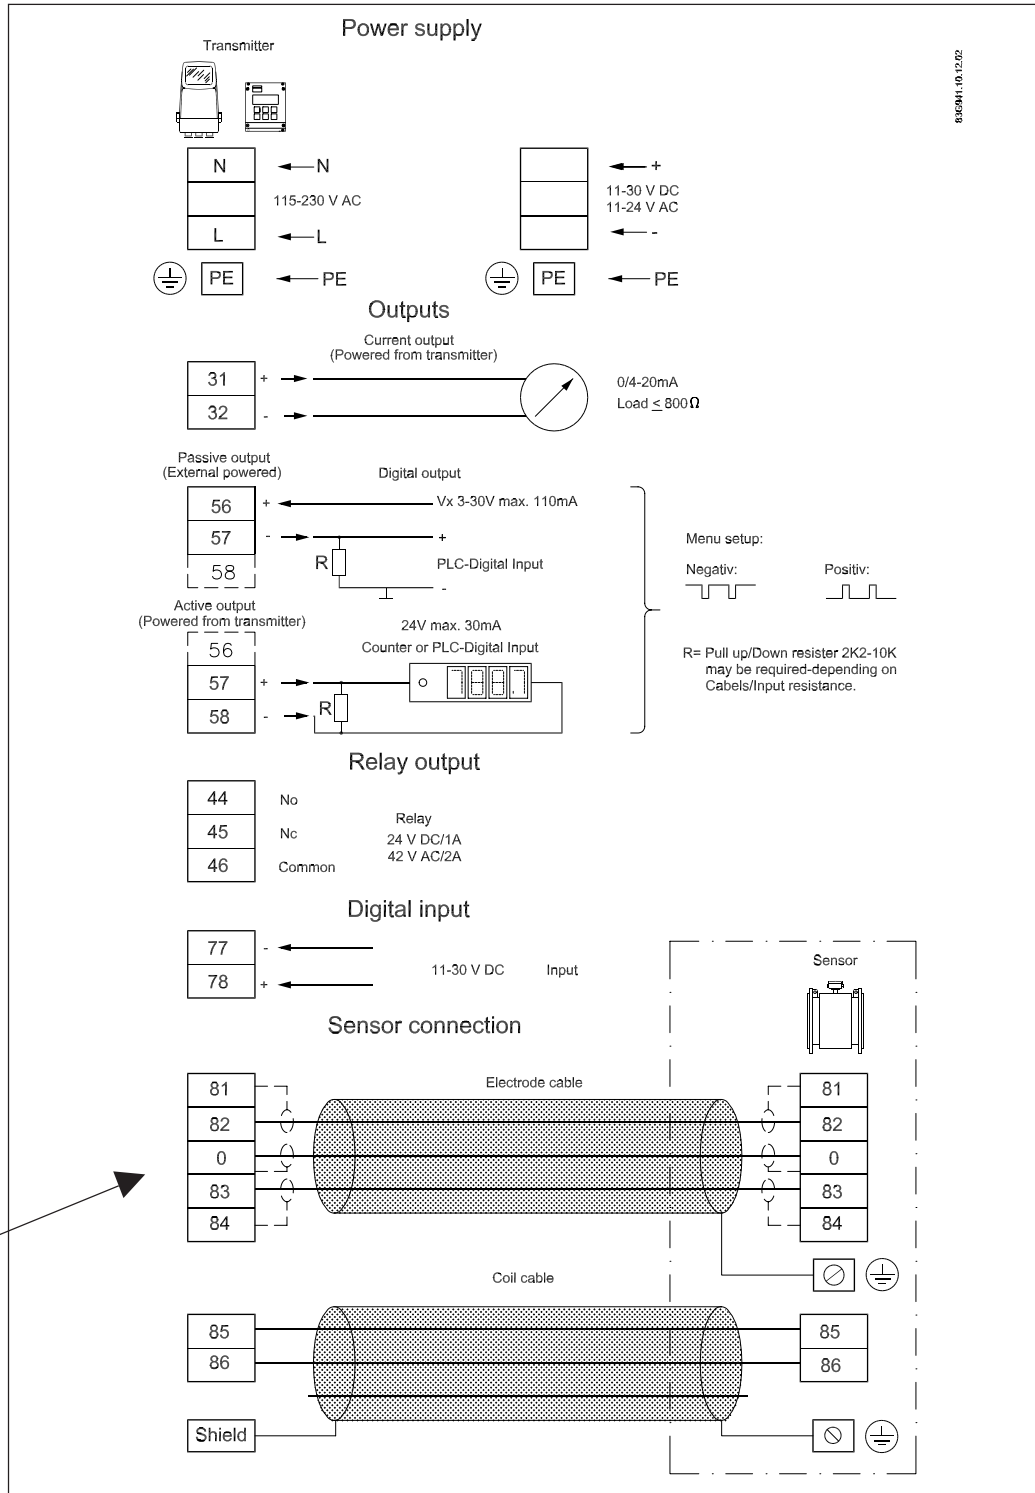 Power supply
Transmitter
83G941.10.12.62
N
N
115-230 V AC
L
L
PE
PE
+
11-30 V DC
11-24 V AC
-
PE
PE
Outputs
Current output
(Powered from transmitter)
31
+
32
-
0/4-20mA
Load ≤ 800 Ω
Passive output
(External powered)
Digital output
56
+
Vx 3-30V max. 110mA
57
-
+
R
PLC-Digital Input
58
-
Menu setup:
Negativ:
Positiv:
Active output
(Powered from transmitter)
24V max. 30mA
Counter or PLC-Digital Input
56
57
+
R
58
-
R= Pull up/Down resister 2K2-10K
may be required-depending on
Cabels/Input resistance.
Relay output
44
No
45
Nc
46
Common
Relay
24 V DC/1A
42 V AC/2A
Digital input
77
-
78
+
11-30 V DC
Input
Sensor
Sensor connection
Electrode cable
81
82
0
83
84
81
82
0
83
84
Coil cable
85
86
85
86
Shield